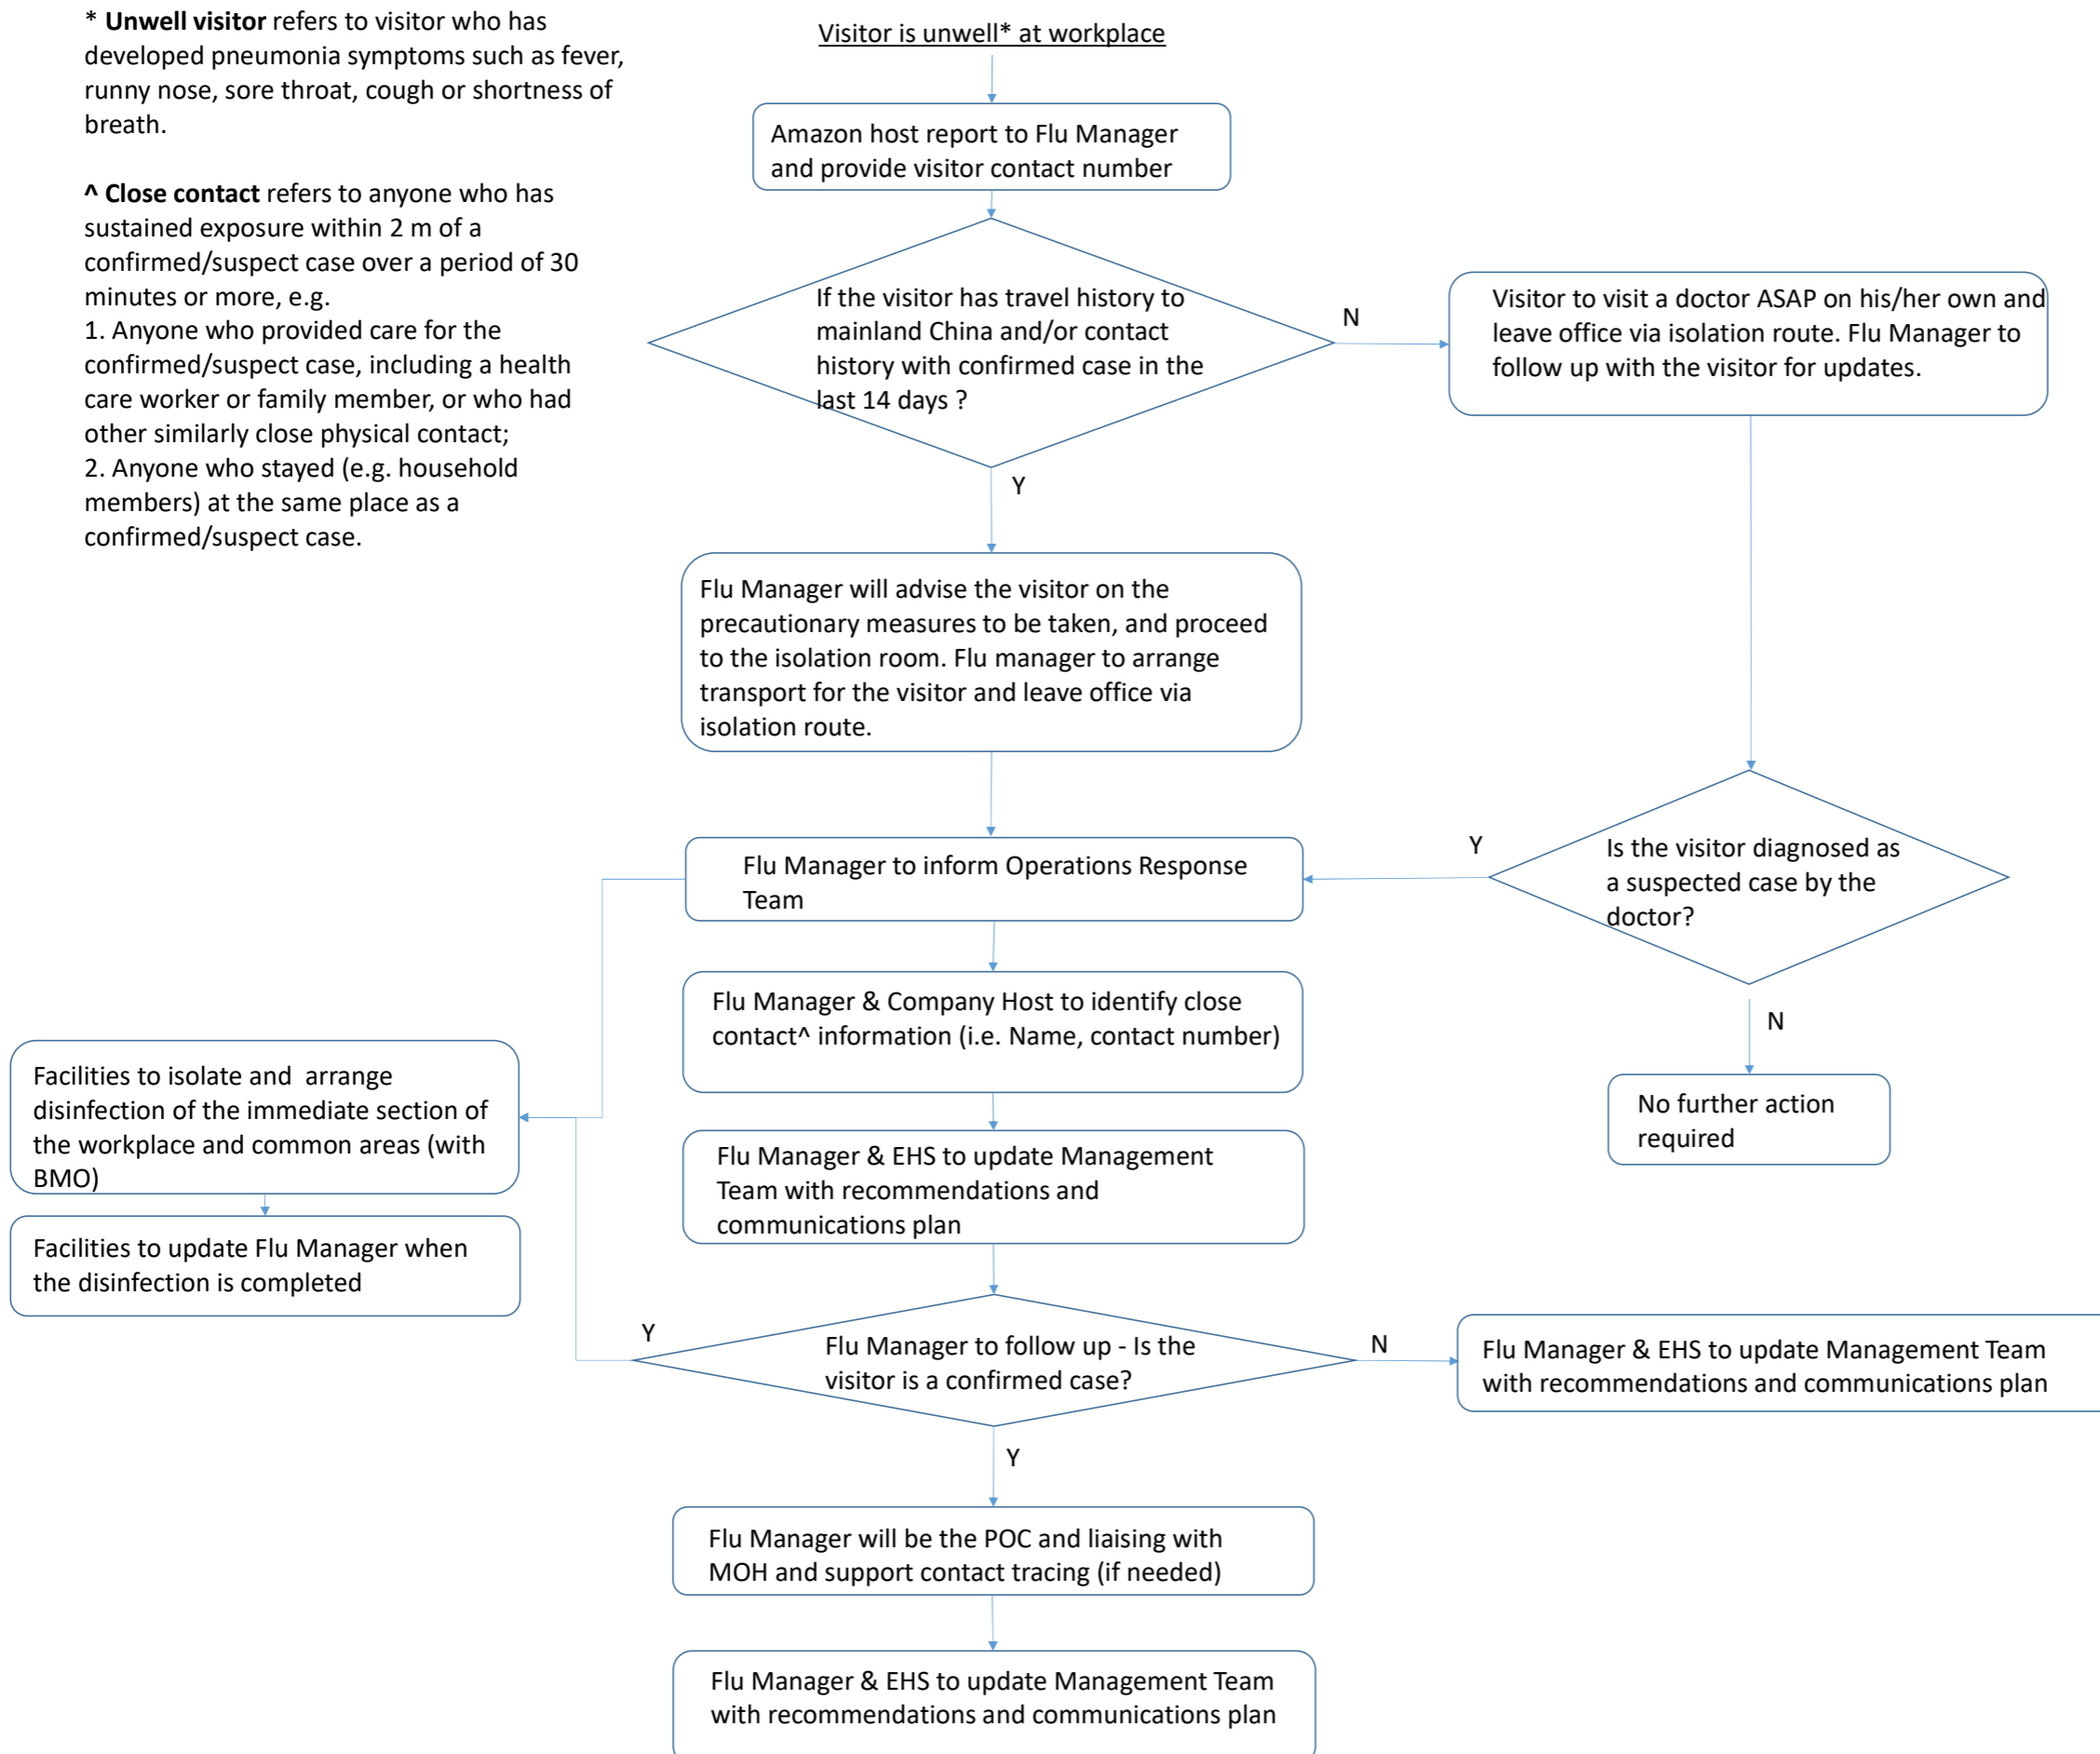 * Unwell visitor refers to visitor who has
developed pneumonia symptoms such as fever,
runny nose, sore throat, cough or shortness of
breath.
^ Close contact refers to anyone who has
sustained exposure within 2 m of a
confirmed/suspect case over a period of 30
minutes or more, e.g.
1. Anyone who provided care for the
confirmed/suspect case, including a health
care worker or family member, or who had
other similarly close physical contact;
2. Anyone who stayed (e.g. household
members) at the same place as a
confirmed/suspect case.
Visitor is unwell* at workplace
Amazon host report to Flu Manager
and provide visitor contact number
If the visitor has travel history to
mainland China and/or contact
history with confirmed case in the
last 14 days ?
N
Visitor to visit a doctor ASAP on his/her own and
leave office via isolation route. Flu Manager to
follow up with the visitor for updates.
Y
Flu Manager will advise the visitor on the
precautionary measures to be taken, and proceed
to the isolation room. Flu manager to arrange
transport for the visitor and leave office via
isolation route.
Flu Manager to inform Operations Response
Team
Y
Is the visitor diagnosed as
a suspected case by the
doctor?
N
No further action
required
Flu Manager & Company Host to identify close
contact^ information (i.e. Name, contact number)
Facilities to isolate and  arrange
disinfection of the immediate section of
the workplace and common areas (with
BMO)
Facilities to update Flu Manager when
the disinfection is completed
Flu Manager & EHS to update Management
Team with recommendations and
communications plan
Y
Flu Manager to follow up - Is the
visitor is a confirmed case?
N
Flu Manager & EHS to update Management Team
with recommendations and communications plan
Y
Flu Manager will be the POC and liaising with
MOH and support contact tracing (if needed)
Flu Manager & EHS to update Management Team
with recommendations and communications plan